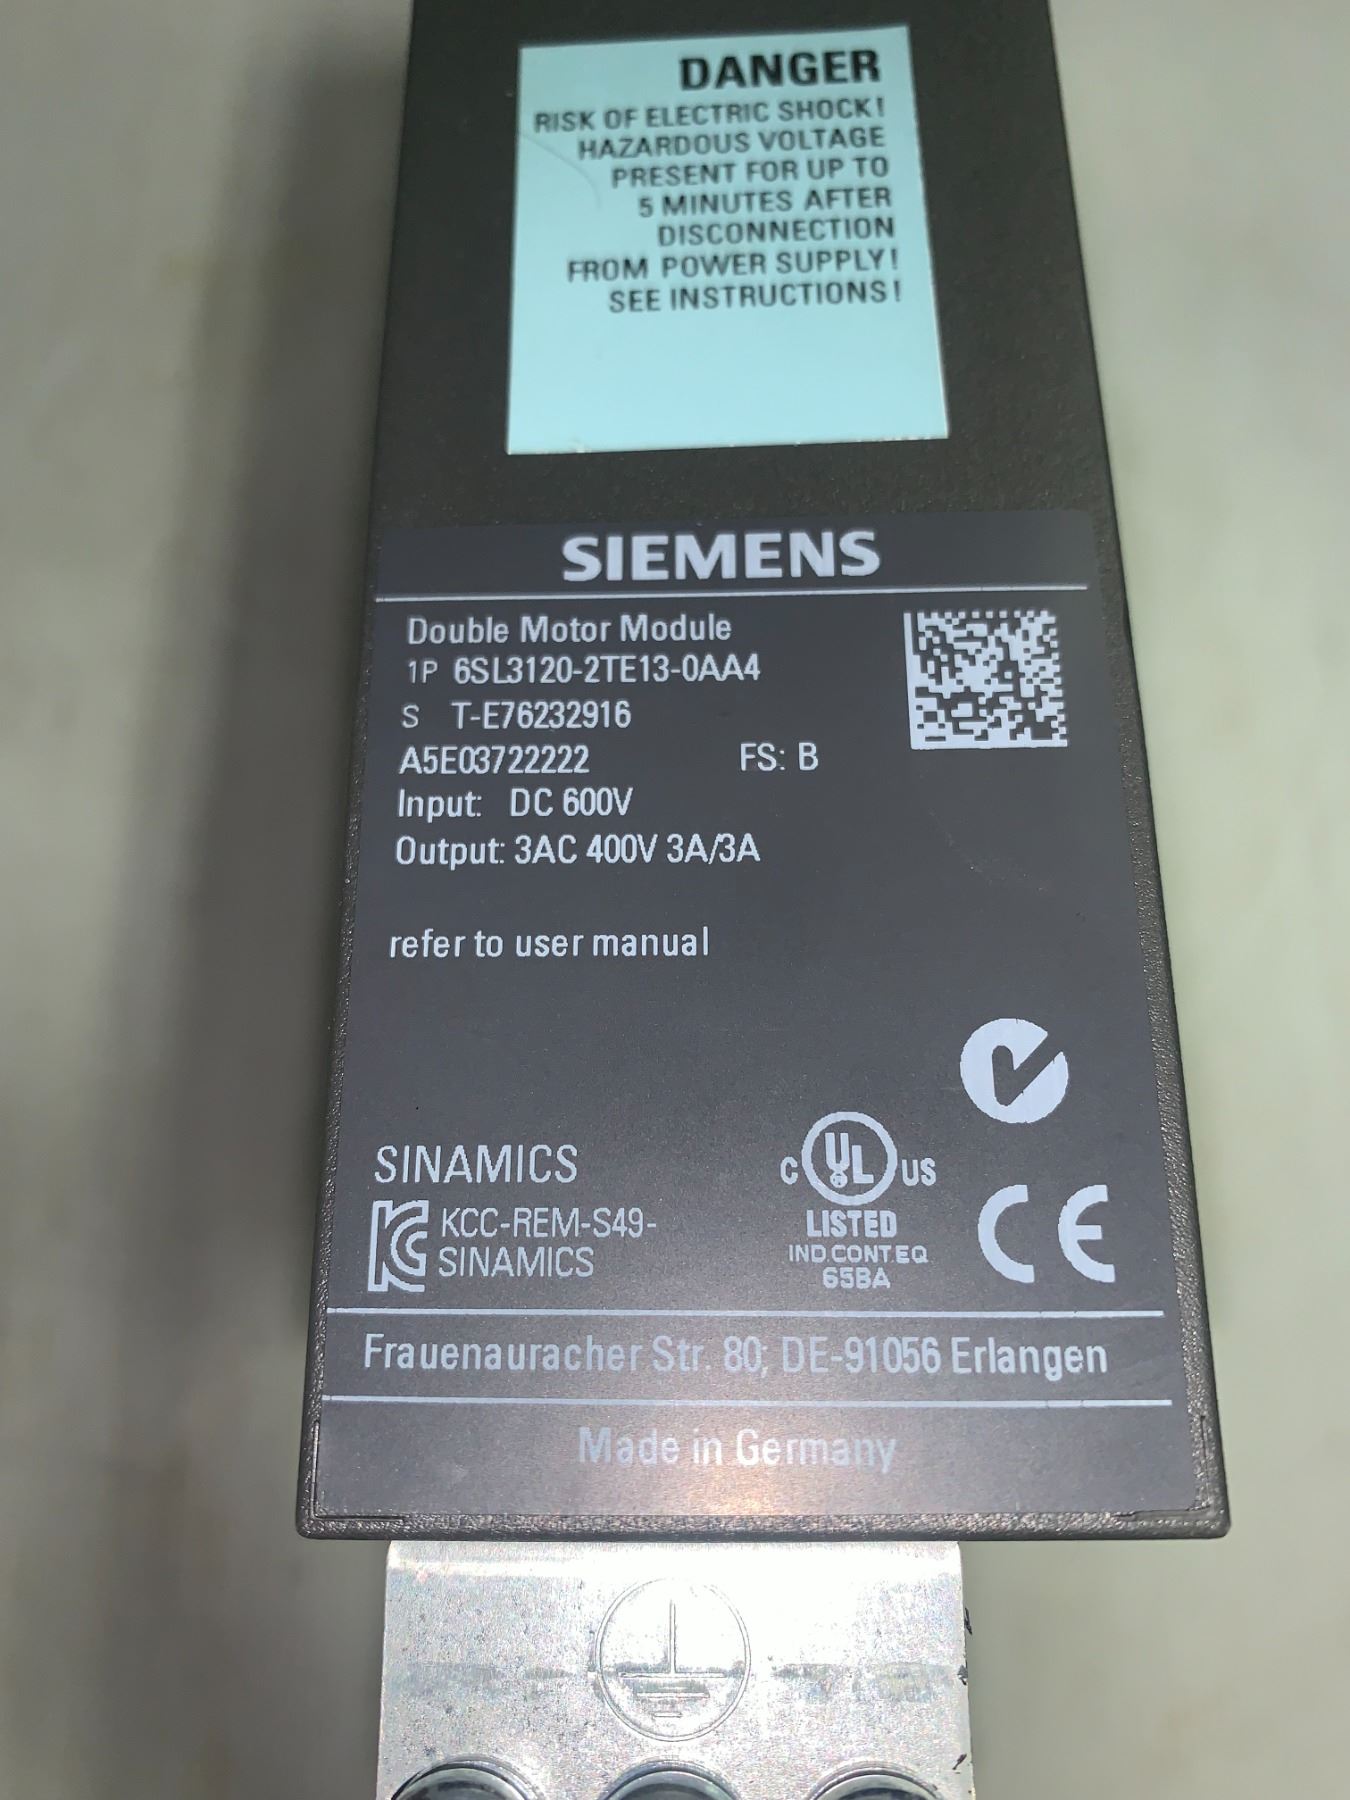 DANGER
RISK OF ELECTRIC SHOCK!
HAZARDOUS VOLTAGE
PRESENT FOR UP TO
5 MINUTES AFTER
DISCONNECTION
FROM POWER SUPPLY!
SEE INSTRUCTIONS!
SIEMENS
Double Motor Module
1P 6SL3120-2TE13-0AA4
S T-E76232916
A5E03722222 FS: B
Input: DC 600V
Output: 3AC 400V 3A/3A
refer to user manual
SINAMICS
KCC-REM-S49-
SINAMICS
C UL US
LISTED
IND.CONT.EQ
65BA
CE
Frauenauracher Str. 80, DE-91056 Erlangen
Made in Germany